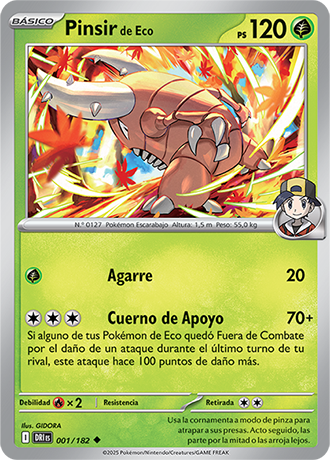 BÁSICO
Pinsir de Eco
PS 120
N.º 0127 Pokémon Escarabajo Altura: 1,5 m Peso: 55,0 kg
Agarre 20
Cuerno de Apoyo 70+
Si alguno de tus Pokémon de Eco quedó Fuera de Combate
por el daño de un ataque durante el último turno de tu
rival, este ataque hace 100 puntos de daño más.
Debilidad ×2 Resistencia Retirada
Ilus. GIDORA
I DRI ES 001/182
Usa la cornamenta a modo de pinza para
atrapar a sus presas. Acto seguido, las
parte por la mitad o las arroja lejos.
©2025 Pokémon/Nintendo/Creatures/GAME FREAK